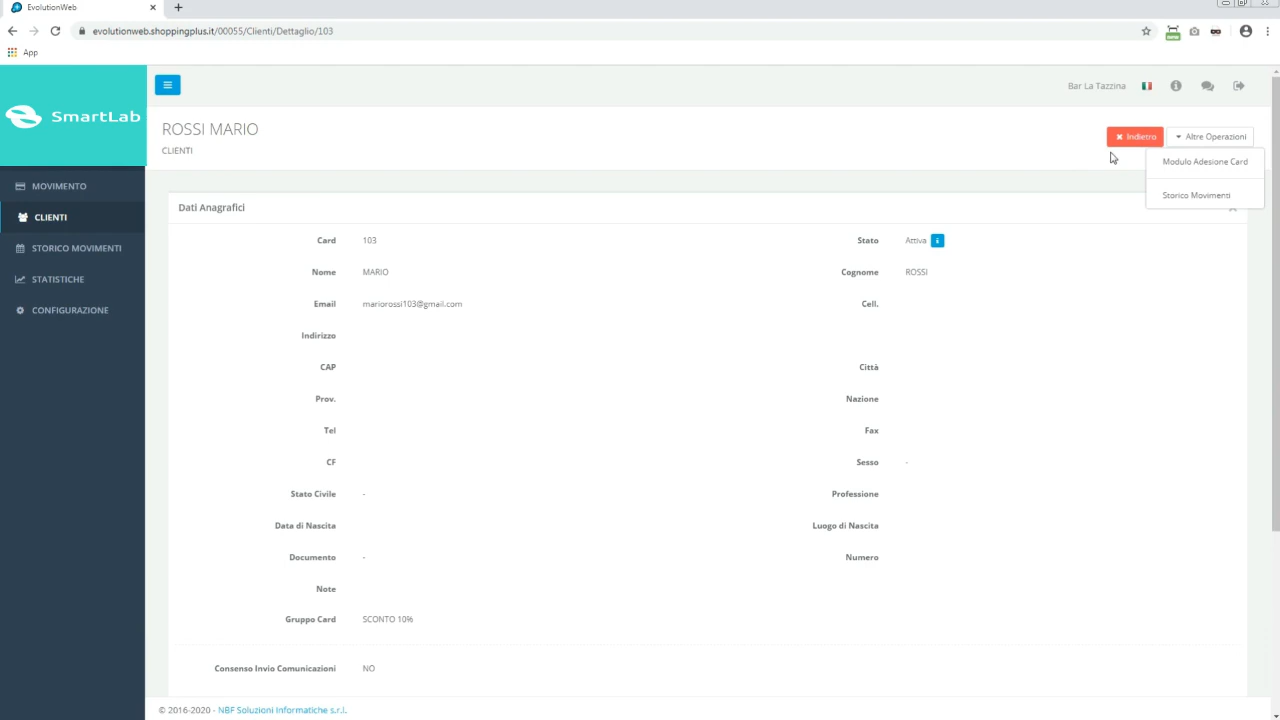 EvolutionWeb
evolutionweb.shoppingplus.it/00055/Clienti/Dettaglio/103
App
SmartLab
Bar La Tazzina
ROSSI MARIO
CLIENTI
Indietro
Altre Operazioni
Modulo Adesione Card
Storico Movimenti
MOVIMENTO
CLIENTI
STORICO MOVIMENTI
STATISTICHE
CONFIGURAZIONE
Dati Anagrafici
Card 103 Stato Attiva
Nome MARIO Cognome ROSSI
Email mariorossi103@gmail.com Cell.
Indirizzo
CAP Città
Prov. Nazione
Tel Fax
CF Sesso -
Stato Civile - Professione
Data di Nascita Luogo di Nascita
Documento - Numero
Note
Gruppo Card SCONTO 10%
Consenso Invio Comunicazioni NO
© 2016-2020 - NBF Soluzioni Informatiche s.r.l.